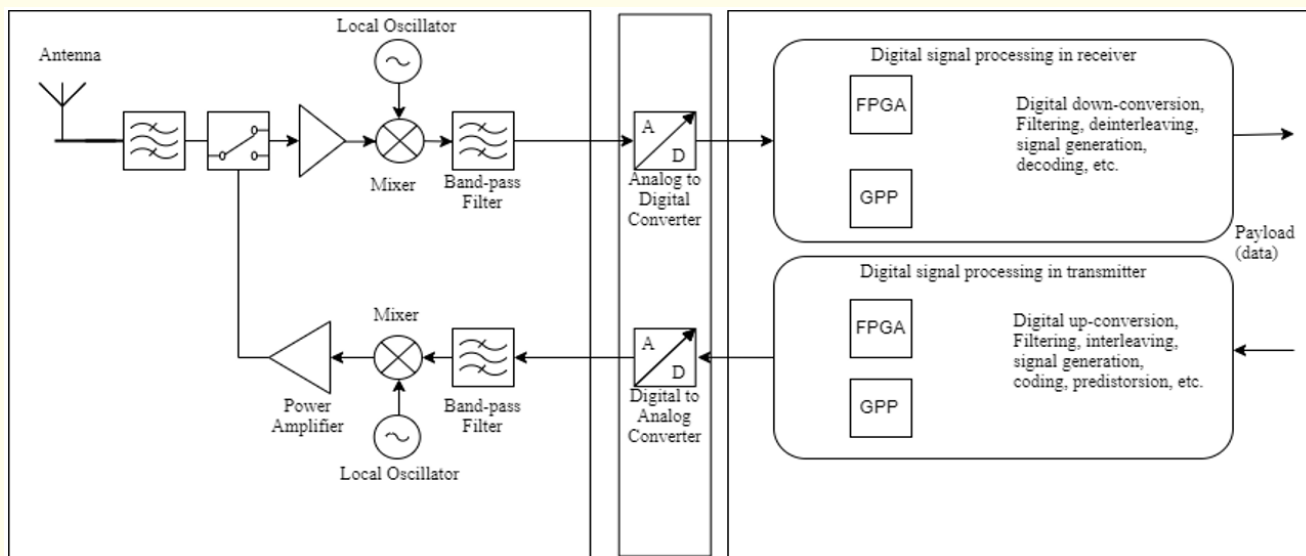 Local Oscillator
Antenna
Mixer
Band-pass
Filter
A
D
Analog to
Digital
Converter
Digital signal processing in receiver
FPGA
GPP
Digital down-conversion,
Filtering, deinterleaving,
signal generation,
decoding, etc.
Payload
(data)
Digital signal processing in transmitter
FPGA
GPP
Digital up-conversion,
Filtering, interleaving,
signal generation,
coding, predistorsion, etc.
A
D
Digital to
Analog
Converter
Mixer
Band-pass
Filter
Power
Amplifier
Local Oscillator